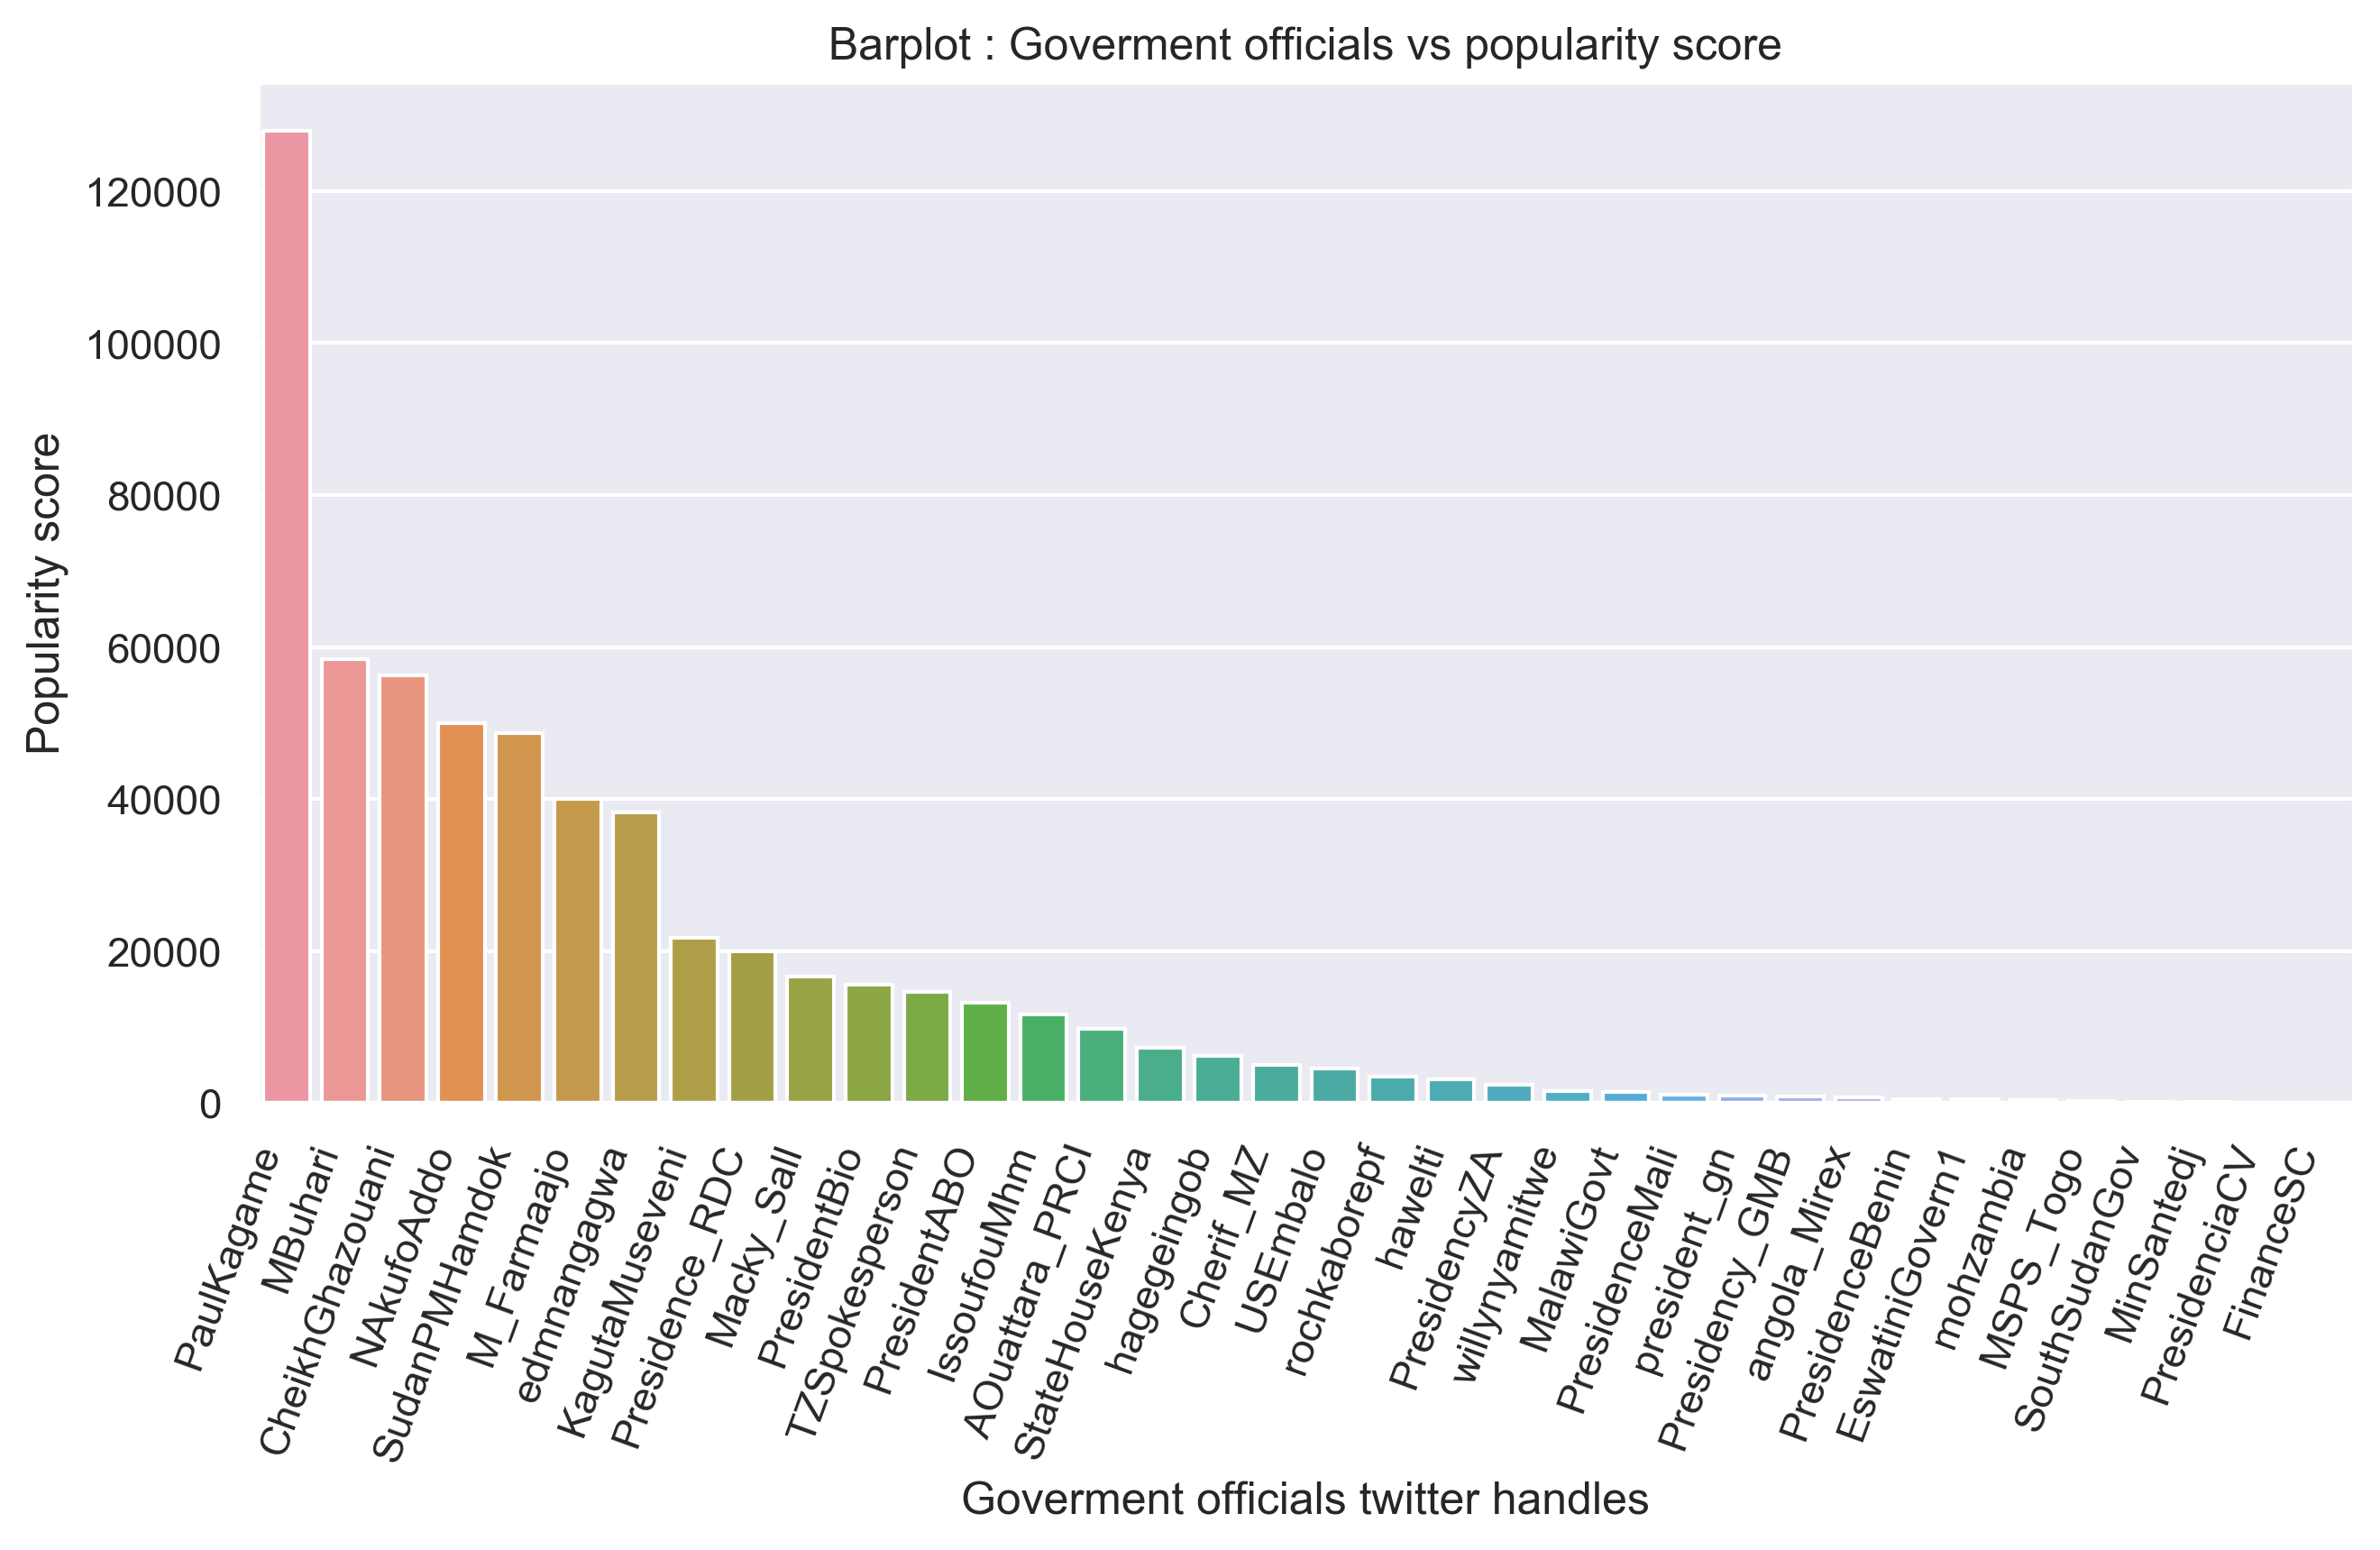 Barplot : Goverment officials vs popularity score
Popularity score
120000
100000
80000
60000
40000
20000
0
PaulKagame
MBuhari
CheikhGhazouani
NAkufoAddo
SudanPMHamdok
M_Farmaajo
edmnangagwa
KagutaMuseveni
Presidence_RDC
Macky_Sall
PresidentBio
TZSpokesperson
PresidentABO
IssoufouMhm
AOuattara_PRCI
StateHouseKenya
hagegeingob
Cherif_MZ
USEmbalo
rochkaborepf
hawelti
PresidencyZA
willynyamitwe
MalawiGovt
PresidenceMali
president_gn
Presidency_GMB
angola_Mirex
PresidenceBenin
EswatiniGovern1
mohzambia
MSPS_Togo
SouthSudanGov
MinSantedj
PresidenciaCV
FinanceSC
Goverment officials twitter handles